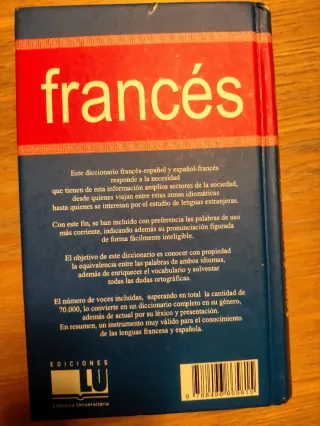 francés
Este diccionario francés-español y español-francés
responde a la necesidad
que tienen de esta información amplios sectores de la sociedad,
desde quienes viajan entre estas zonas idiomáticas
hasta quienes se interesan por el estudio de lenguas extranjeras.
Con este fin, se han incluido con preferencia las palabras de uso
más corriente, indicando además su pronunciación figurada
de forma fácilmente inteligible.
El objetivo de este diccionario es conocer con propiedad
la equivalencia entre las palabras de ambos idiomas,
además de enriquecer el vocabulario y solventar
todas las dudas ortográficas.
El número de voces incluidas, superando en total la cantidad de
70.000, lo convierte en un diccionario completo en su género,
además de actual por su léxico y presentación.
En resumen, un instrumento muy válido para el conocimiento
de las lenguas francesa y española.
EDICIONES
LU
Librería Universitaria